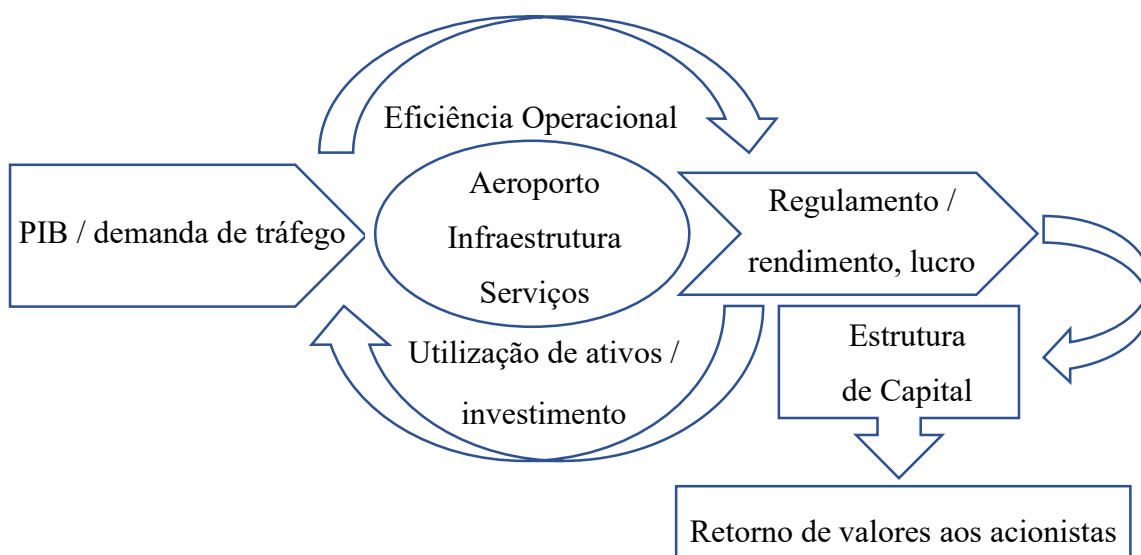 Eficiência Operacional
PIB / demanda de tráfego
Aeroporto
Infraestrutura
Serviços
Regulamento /
rendimento, lucro
Utilização de ativos /
investimento
Estrutura
de Capital
Retorno de valores aos acionistas